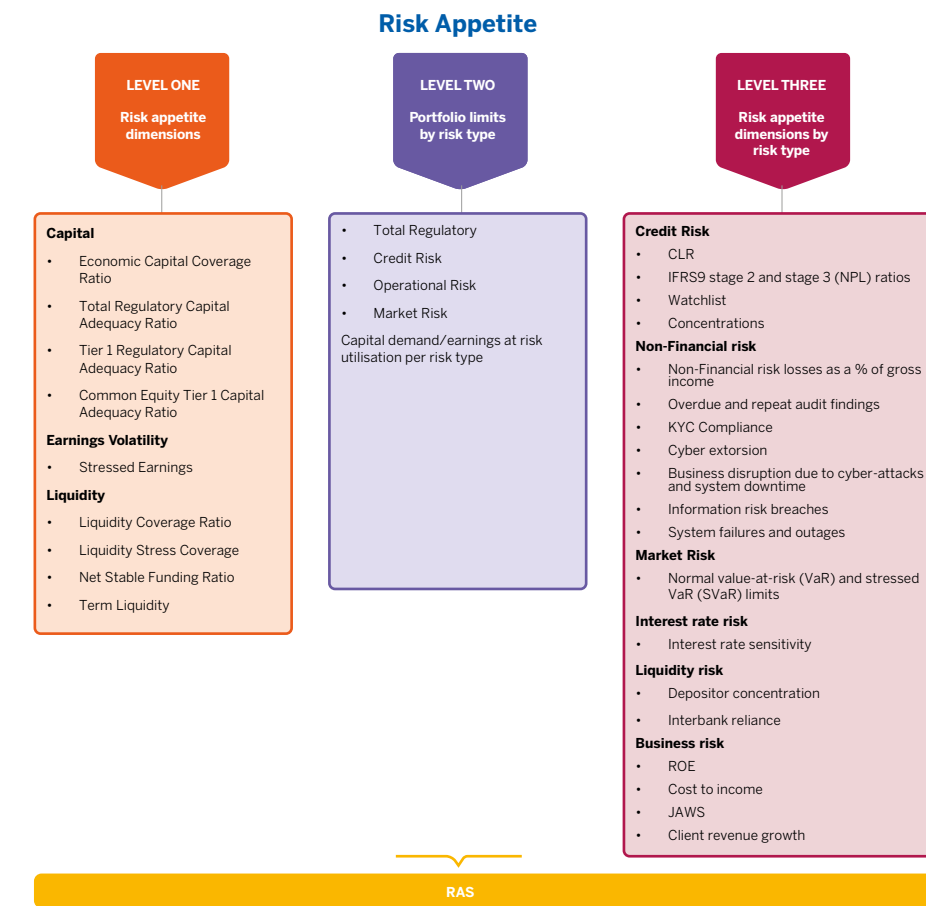 Risk Appetite
LEVEL ONE
Risk appetite
dimensions
Capital
• Economic Capital Coverage
Ratio
• Total Regulatory Capital
Adequacy Ratio
• Tier 1 Regulatory Capital
Adequacy Ratio
• Common Equity Tier 1 Capital
Adequacy Ratio
Earnings Volatility
• Stressed Earnings
Liquidity
• Liquidity Coverage Ratio
• Liquidity Stress Coverage
• Net Stable Funding Ratio
• Term Liquidity
LEVEL TWO
Portfolio limits
by risk type
• Total Regulatory
• Credit Risk
• Operational Risk
• Market Risk
Capital demand/earnings at risk
utilisation per risk type
LEVEL THREE
Risk appetite
dimensions by
risk type
Credit Risk
• CLR
• IFRS9 stage 2 and stage 3 (NPL) ratios
• Watchlist
• Concentrations
Non-Financial risk
• Non-Financial risk losses as a % of gross
income
• Overdue and repeat audit findings
• KYC Compliance
• Cyber extorsion
• Business disruption due to cyber-attacks
and system downtime
• Information risk breaches
• System failures and outages
Market Risk
• Normal value-at-risk (VaR) and stressed
VaR (SVaR) limits
Interest rate risk
• Interest rate sensitivity
Liquidity risk
• Depositor concentration
• Interbank reliance
Business risk
• ROE
• Cost to income
• JAWS
• Client revenue growth
RAS